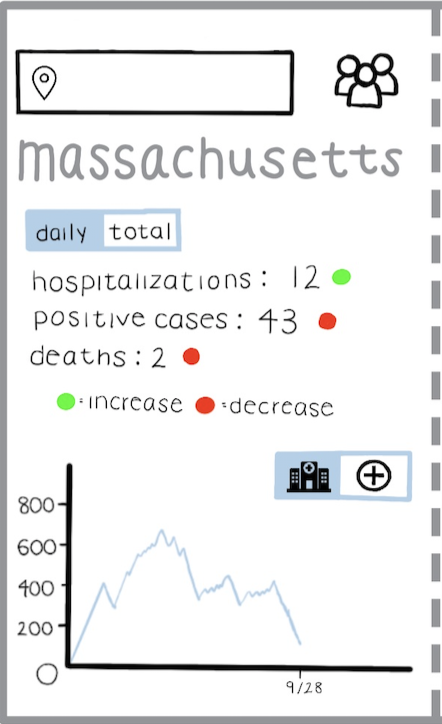 massachusetts
daily total
hospitalizations: 12
positive cases: 43
deaths: 2
= increase = decrease
800
600
400
200
0
9/28